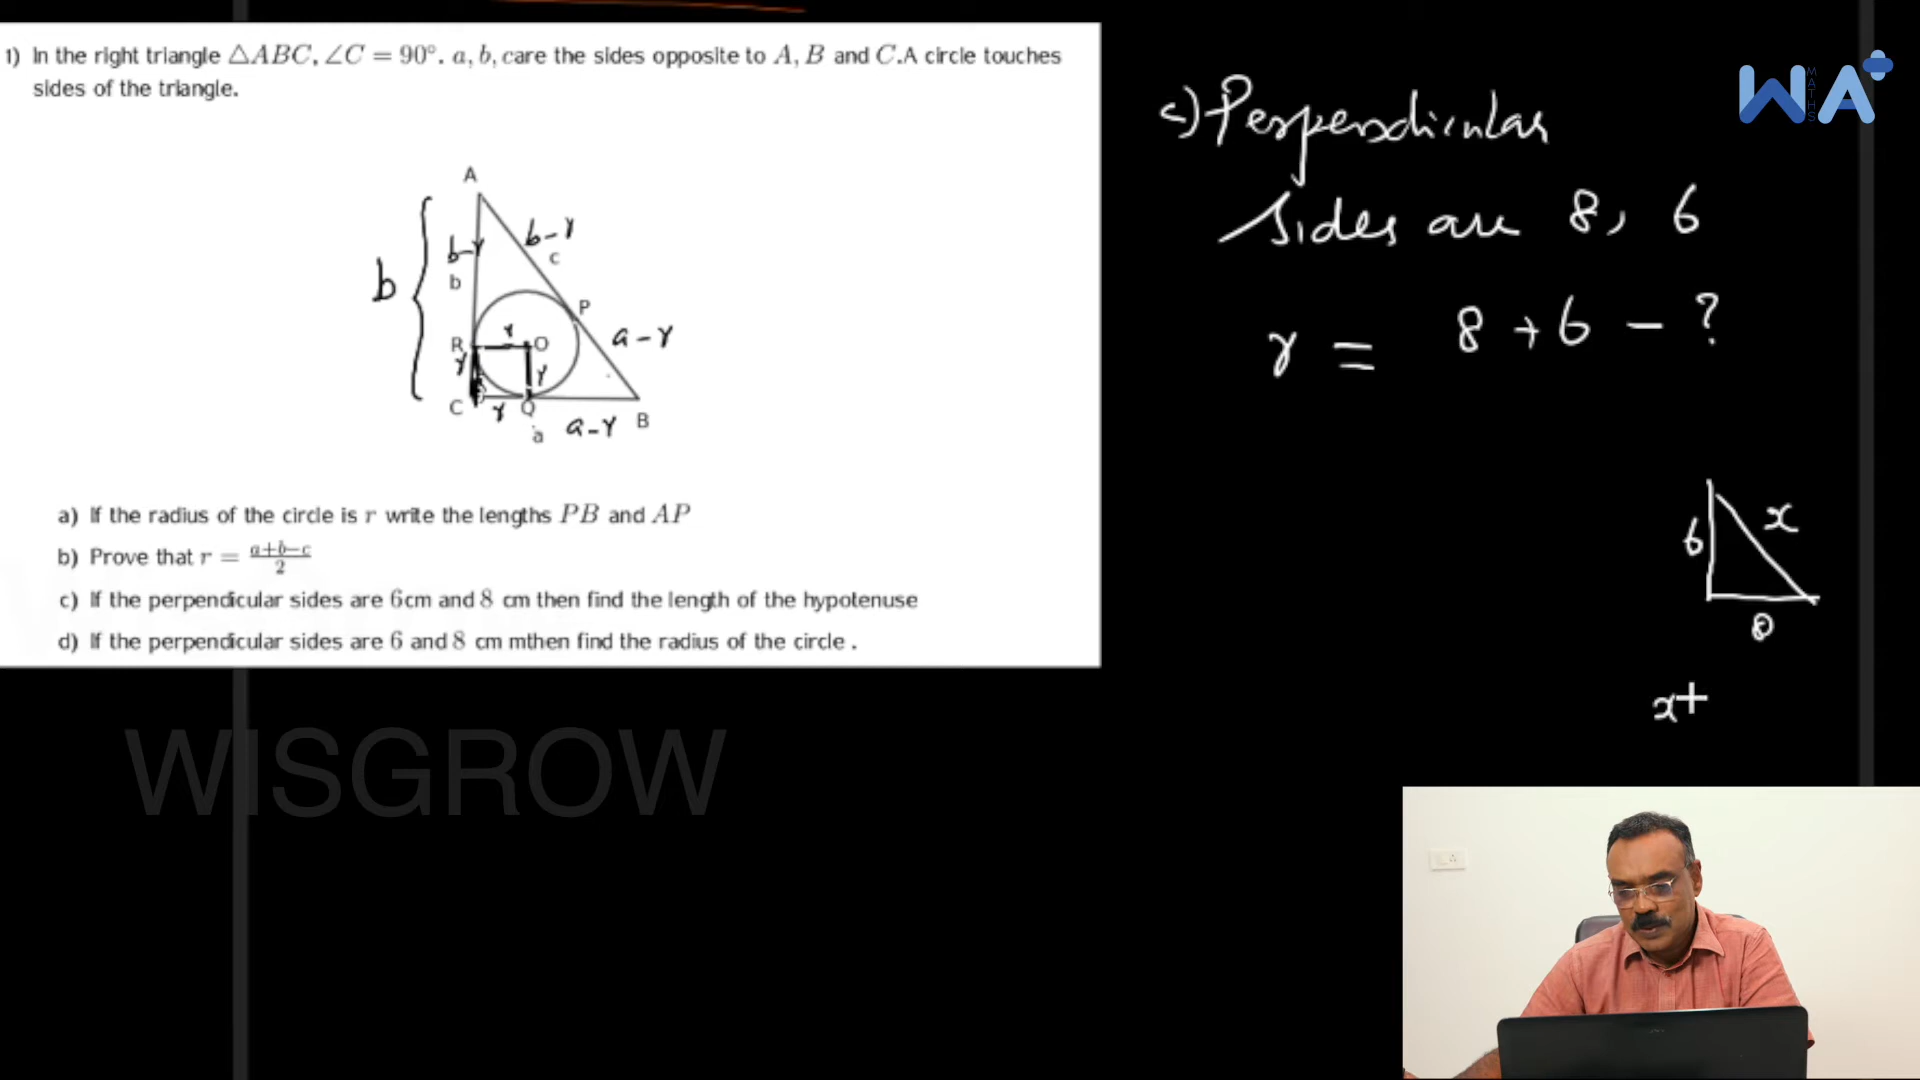 1) In the right triangle △ABC, ∠C = 90°. a, b, care the sides opposite to A, B and C.A circle touches
sides of the triangle.
A
b-r
b-r
c
b
b
P
a-r
R
r
O
r
r
C
r
Q
B
a
a-r
a) If the radius of the circle is r write the lengths PB and AP
b) Prove that r = \frac{a+b-c}{2}
c) If the perpendicular sides are 6cm and 8 cm then find the length of the hypotenuse
d) If the perpendicular sides are 6 and 8 cm mthen find the radius of the circle .
c) Perpendicular
Sides are 8, 6
r = 8 + 6 - ?
6
x
8
x+
WA+
MATHS
WISGROW